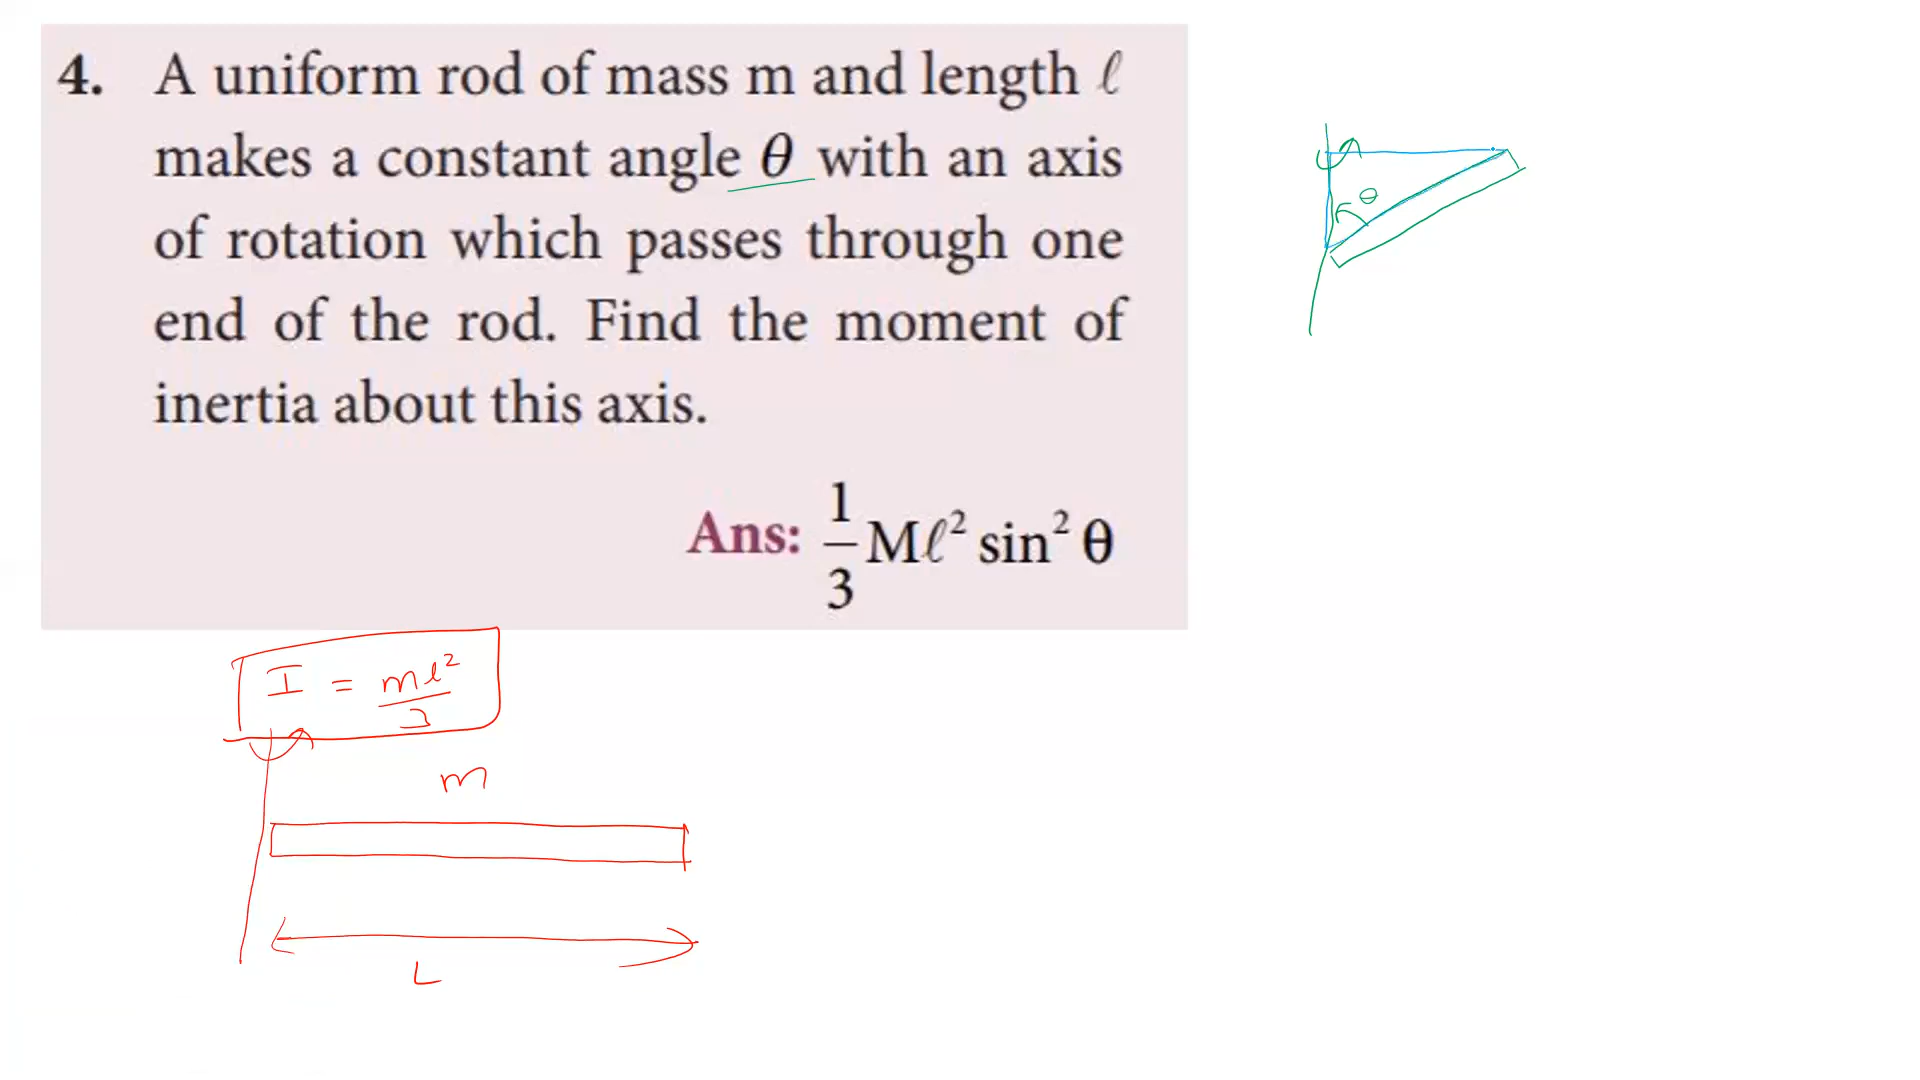 4. A uniform rod of mass m and length ℓ
makes a constant angle θ with an axis
of rotation which passes through one
end of the rod. Find the moment of
inertia about this axis.
Ans: 1/3 Mℓ² sin² θ
θ
I = mℓ²/3
m
L